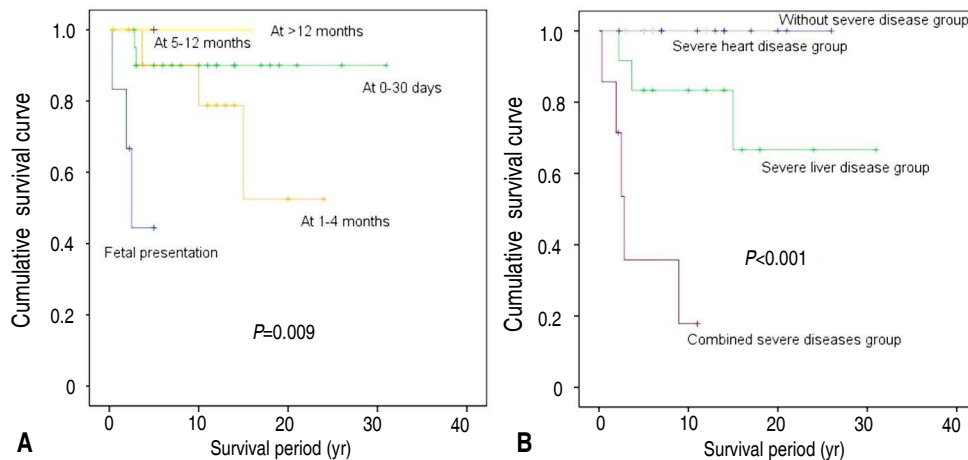 Cumulative survival curve
1.0
0.8
0.6
0.4
0.2
0
At 5-12 months
At >12 months
At 0-30 days
At 1-4 months
Fetal presentation
P=0.009
0 10 20 30 40
Survival period (yr)
A
Cumulative survival curve
1.0
0.8
0.6
0.4
0.2
0
Without severe disease group
Severe heart disease group
Severe liver disease group
P<0.001
Combined severe diseases group
0 10 20 30 40
Survival period (yr)
B